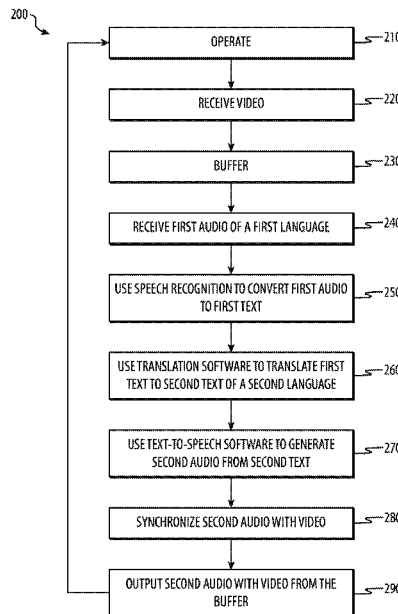 200
OPERATE
210
RECEIVE VIDEO
220
BUFFER
230
RECEIVE FIRST AUDIO OF A FIRST LANGUAGE
240
USE SPEECH RECOGNITION TO CONVERT FIRST AUDIO
TO FIRST TEXT
250
USE TRANSLATION SOFTWARE TO TRANSLATE FIRST
TEXT TO SECOND TEXT OF A SECOND LANGUAGE
260
USE TEXT-TO-SPEECH SOFTWARE TO GENERATE
SECOND AUDIO FROM SECOND TEXT
270
SYNCHRONIZE SECOND AUDIO WITH VIDEO
280
OUTPUT SECOND AUDIO WITH VIDEO FROM THE
BUFFER
290